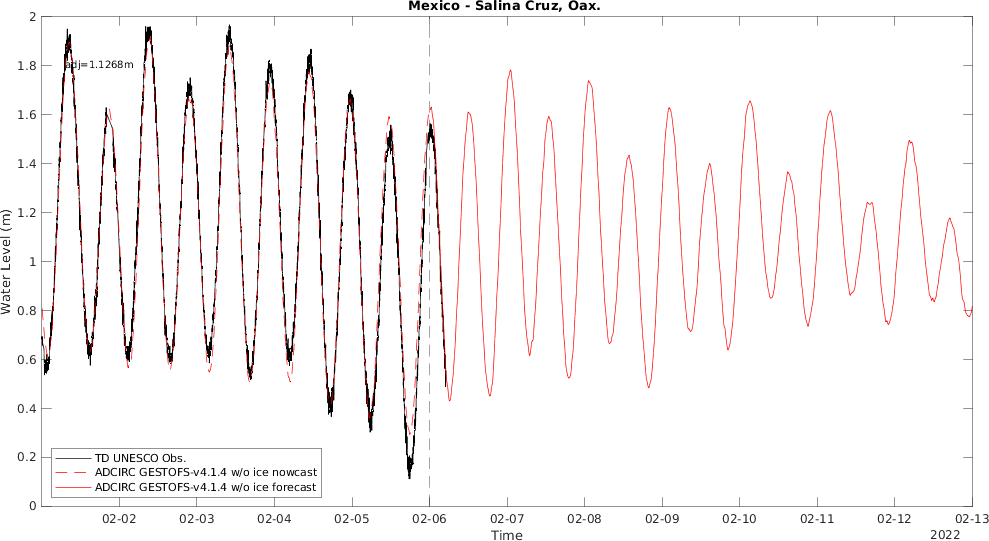 Mexico - Salina Cruz, Oax.
2
1.8
1.6
1.4
1.2
1
0.8
0.6
0.4
0.2
0
Water Level (m)
adj=1.1268m
TD UNESCO Obs.
ADCIRC GESTOFS-v4.1.4 w/o ice nowcast
ADCIRC GESTOFS-v4.1.4 w/o ice forecast
02-02 02-03 02-04 02-05 02-06 02-07 02-08 02-09 02-10 02-11 02-12 02-13
Time
2022